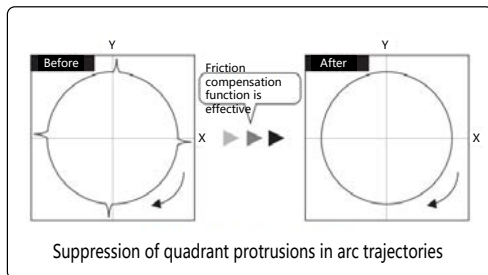 Y
Before
X
Friction
compensation
function is
effective
Y
After
X
Suppression of quadrant protrusions in arc trajectories